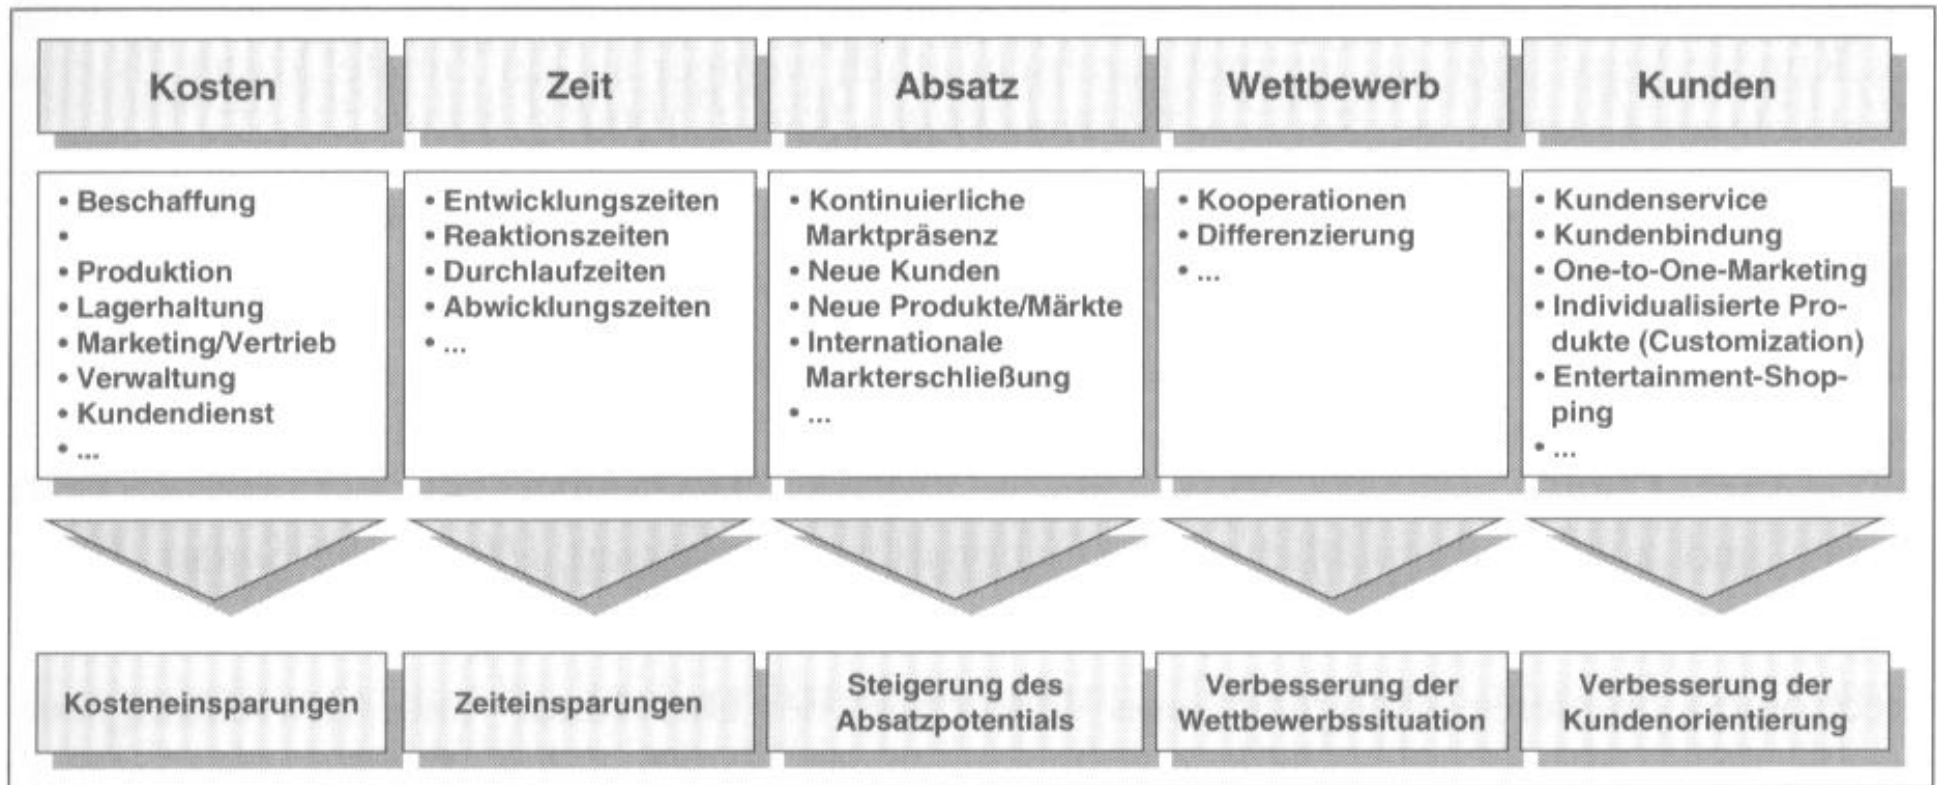 Kosten
Zeit
Absatz
Wettbewerb
Kunden
• Beschaffung
•
• Produktion
• Lagerhaltung
• Marketing/Vertrieb
• Verwaltung
• Kundendienst
• ...
• Entwicklungszeiten
• Reaktionszeiten
• Durchlaufzeiten
• Abwicklungszeiten
• ...
• Kontinuierliche
Marktpräsenz
• Neue Kunden
• Neue Produkte/Märkte
• Internationale
Markterschließung
• ...
• Kooperationen
• Differenzierung
• ...
• Kundenservice
• Kundenbindung
• One-to-One-Marketing
• Individualisierte Pro-
dukte (Customization)
• Entertainment-Shop-
ping
• ...
Kosteneinsparungen
Zeiteinsparungen
Steigerung des
Absatzpotentials
Verbesserung der
Wettbewerbssituation
Verbesserung der
Kundenorientierung